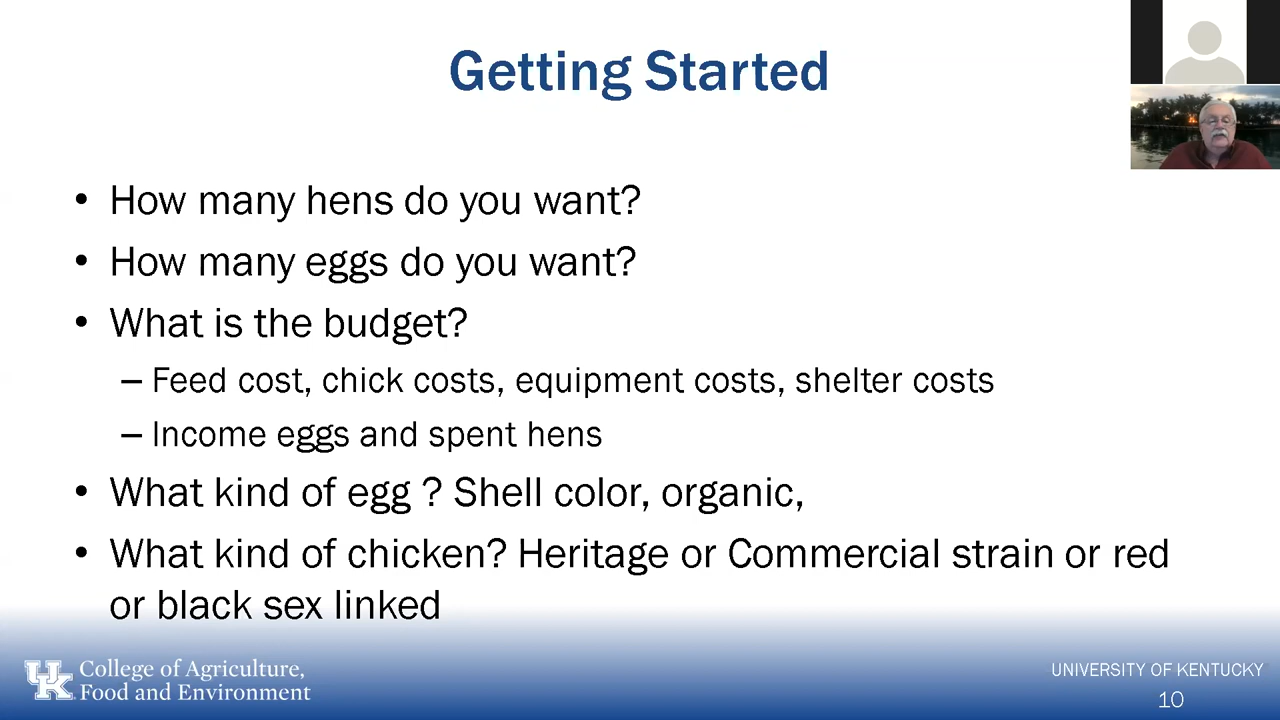 Getting Started
• How many hens do you want?
• How many eggs do you want?
• What is the budget?
– Feed cost, chick costs, equipment costs, shelter costs
– Income eggs and spent hens
• What kind of egg ? Shell color, organic,
• What kind of chicken? Heritage or Commercial strain or red
or black sex linked
UK College of Agriculture,
Food and Environment
UNIVERSITY OF KENTUCKY
10